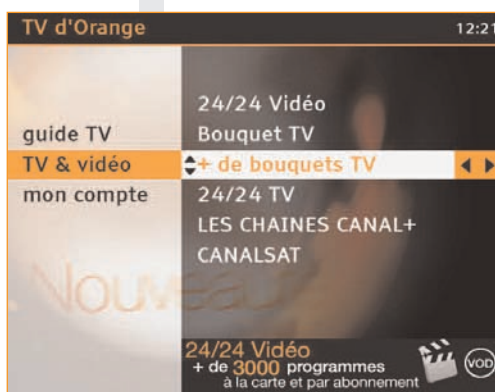 TV d'Orange 12:21
24/24 Vidéo
guide TV Bouquet TV
TV & vidéo + de bouquets TV
mon compte 24/24 TV
LES CHAINES CANAL+
CANALSAT
Nouveau
24/24 Vidéo
+ de 3000 programmes
à la carte et par abonnement
VOD